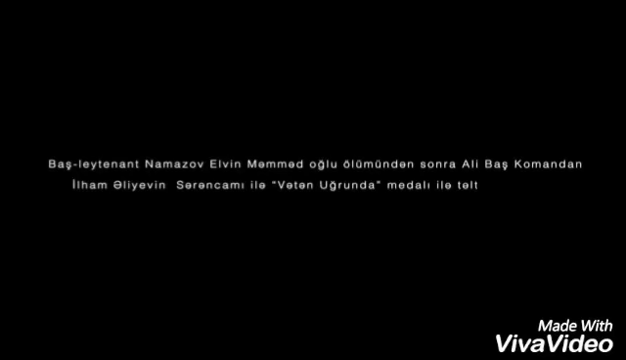 Baş-leytenant Namazov Elvin Məmməd oğlu ölümündən sonra Ali Baş Komandan
İlham Əliyevin Sərəncamı ilə "Vətən Uğrunda" medalı ilə təlt
Made With
VivaVideo